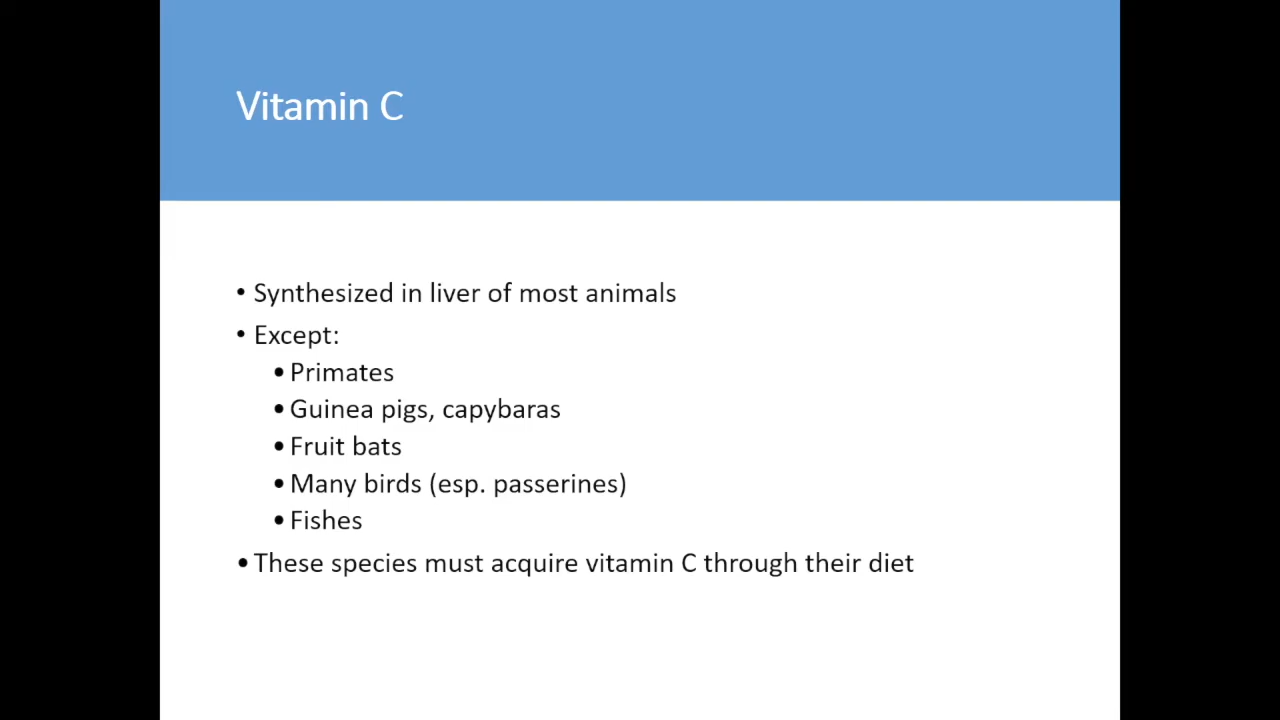 Vitamin C
• Synthesized in liver of most animals
• Except:
• Primates
• Guinea pigs, capybaras
• Fruit bats
• Many birds (esp. passerines)
• Fishes
• These species must acquire vitamin C through their diet